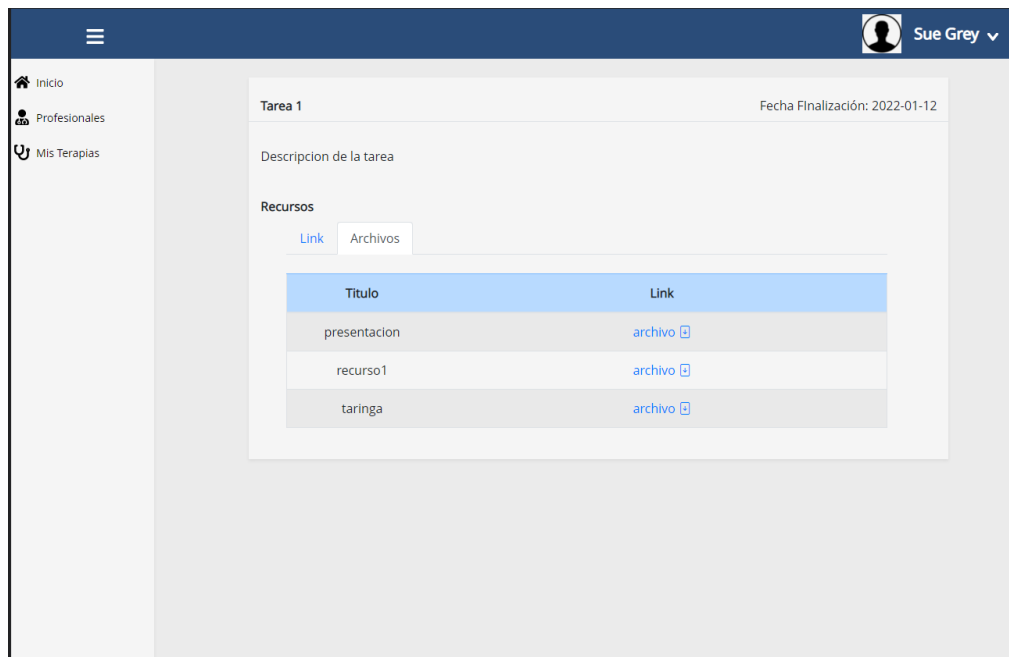 Sue Grey
Inicio
Profesionales
Mis Terapias
Tarea 1 Fecha FInalización: 2022-01-12
Descripcion de la tarea
Recursos
Link Archivos
Titulo Link
presentacion archivo
recurso1 archivo
taringa archivo